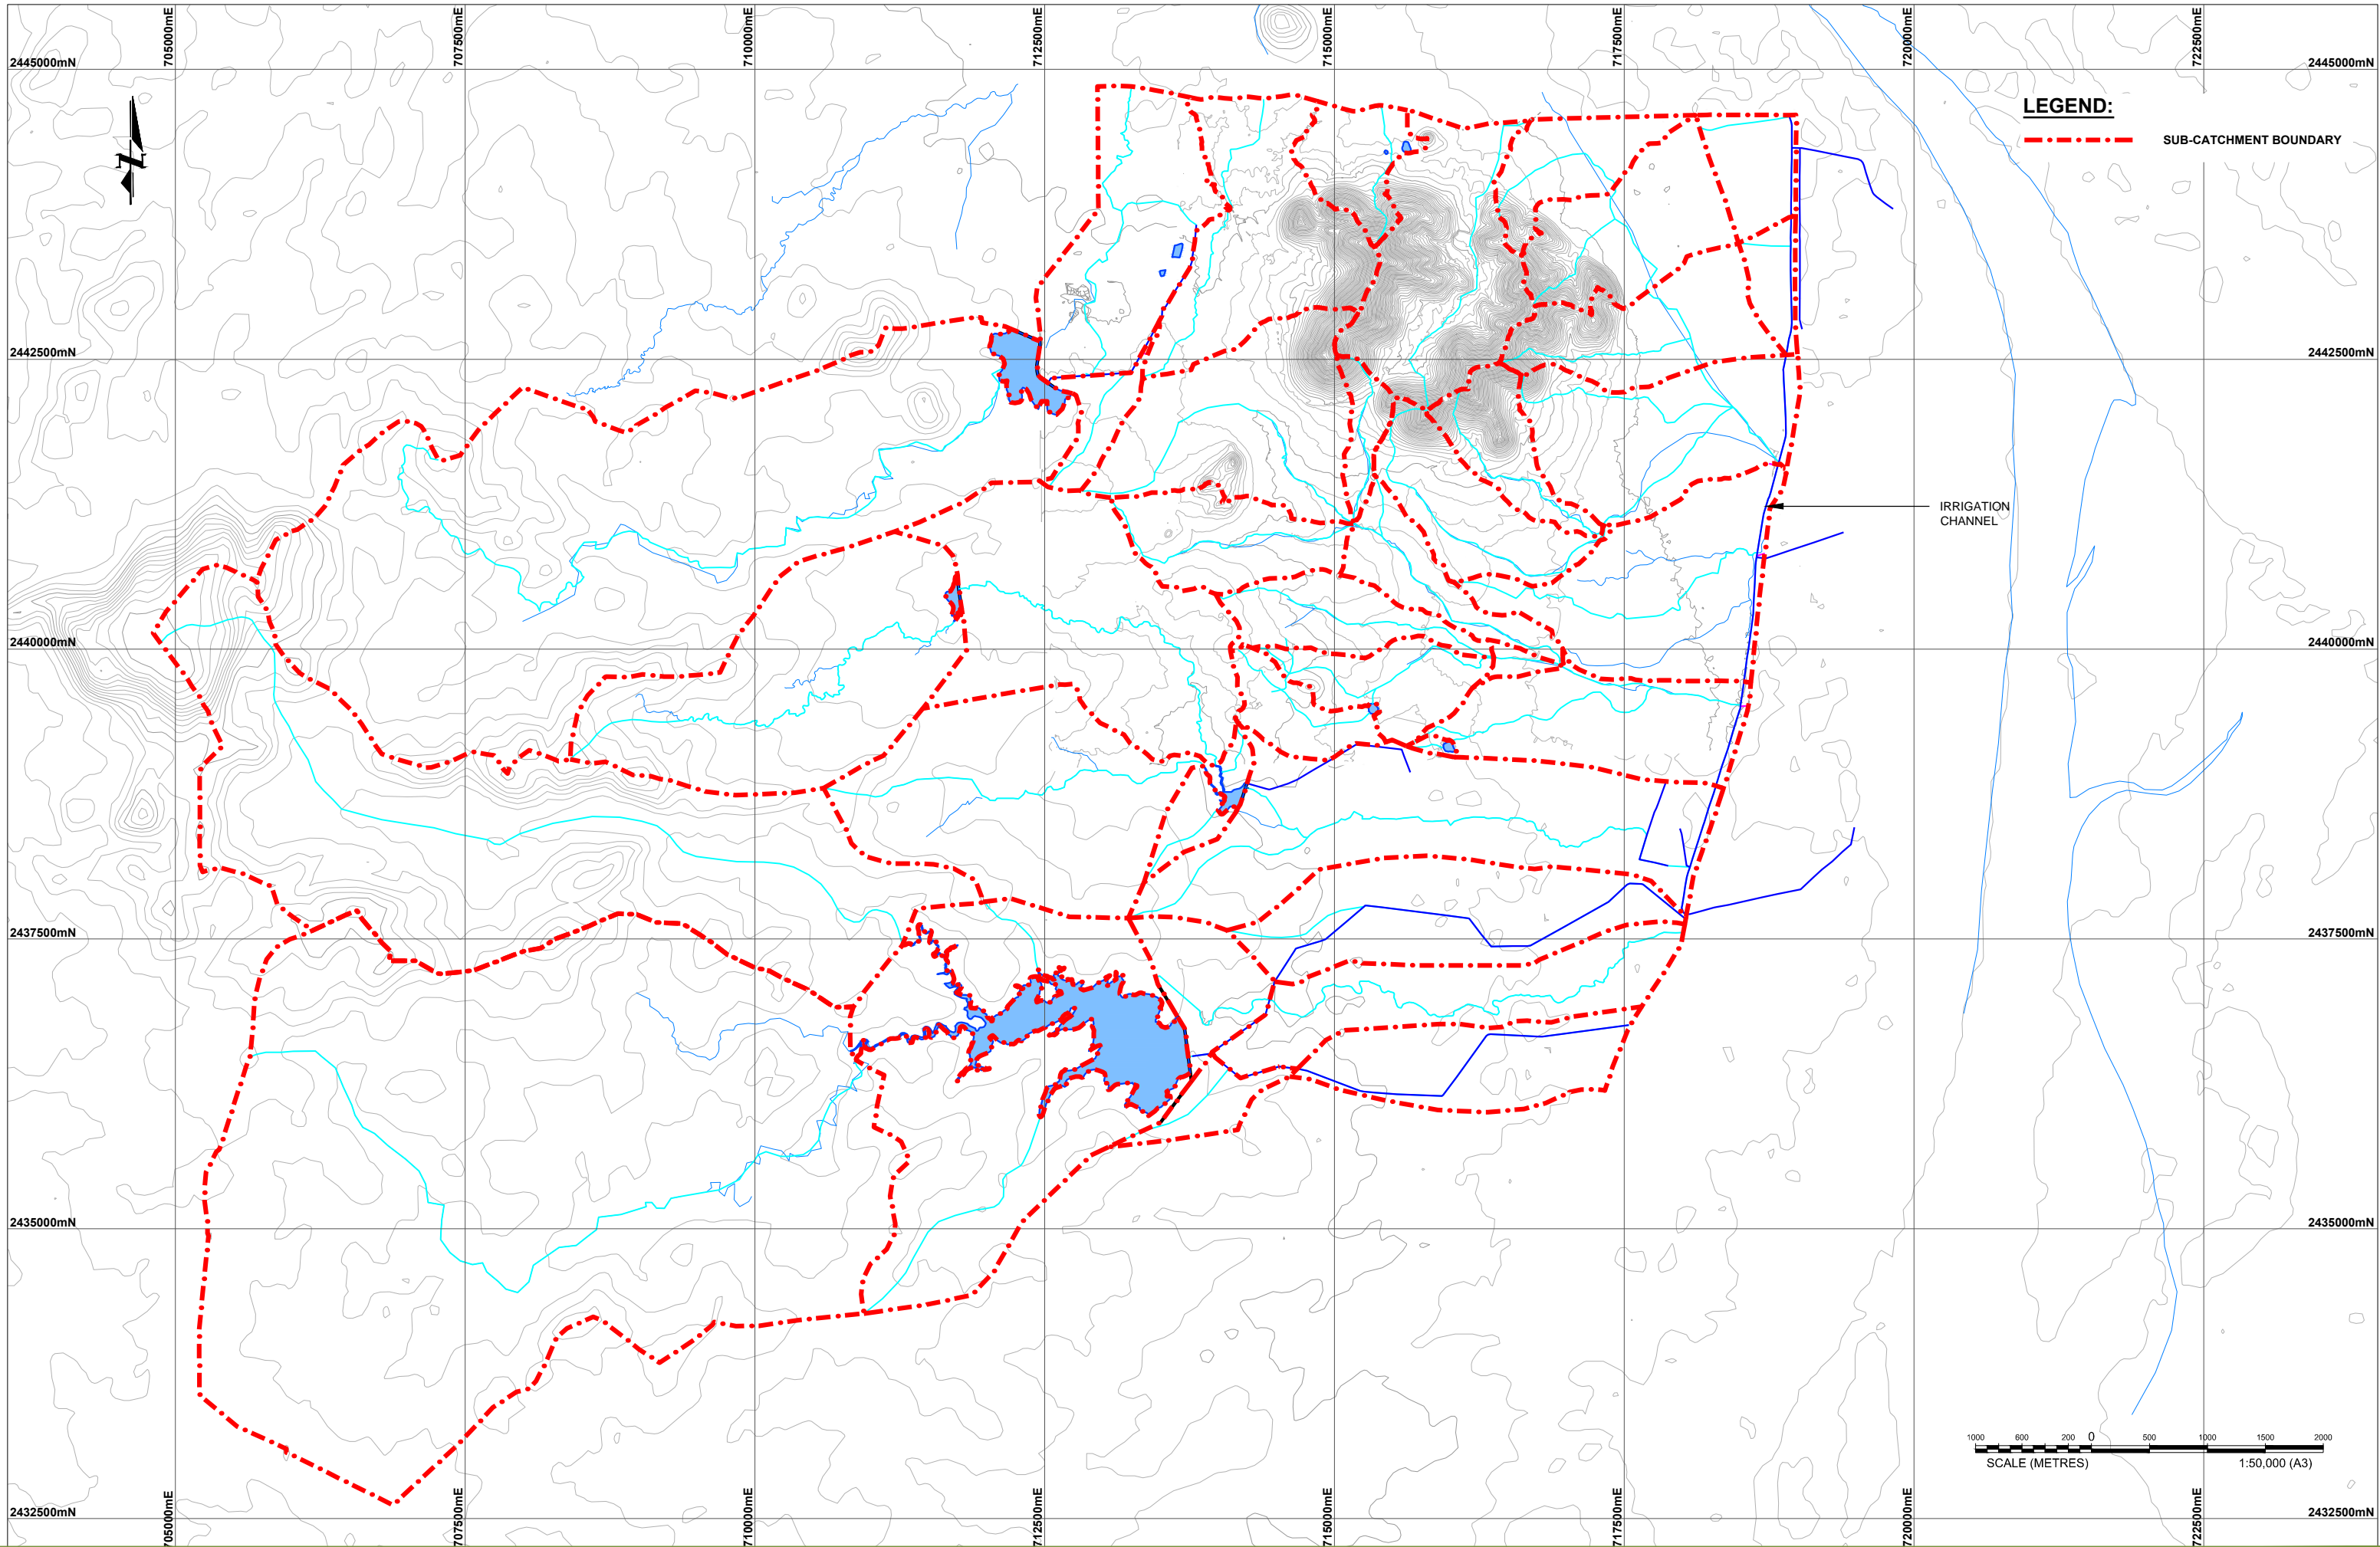 705000mE
707500mE
710000mE
712500mE
715000mE
717500mE
720000mE
722500mE
2445000mN
2445000mN
LEGEND:
SUB-CATCHMENT BOUNDARY
N
2442500mN
2442500mN
IRRIGATION
CHANNEL
2440000mN
2440000mN
2437500mN
2437500mN
2435000mN
2435000mN
1000 600 200 0 500 1000 1500 2000
SCALE (METRES) 1:50,000 (A3)
2432500mN
2432500mN
705000mE
707500mE
710000mE
712500mE
715000mE
717500mE
720000mE
722500mE